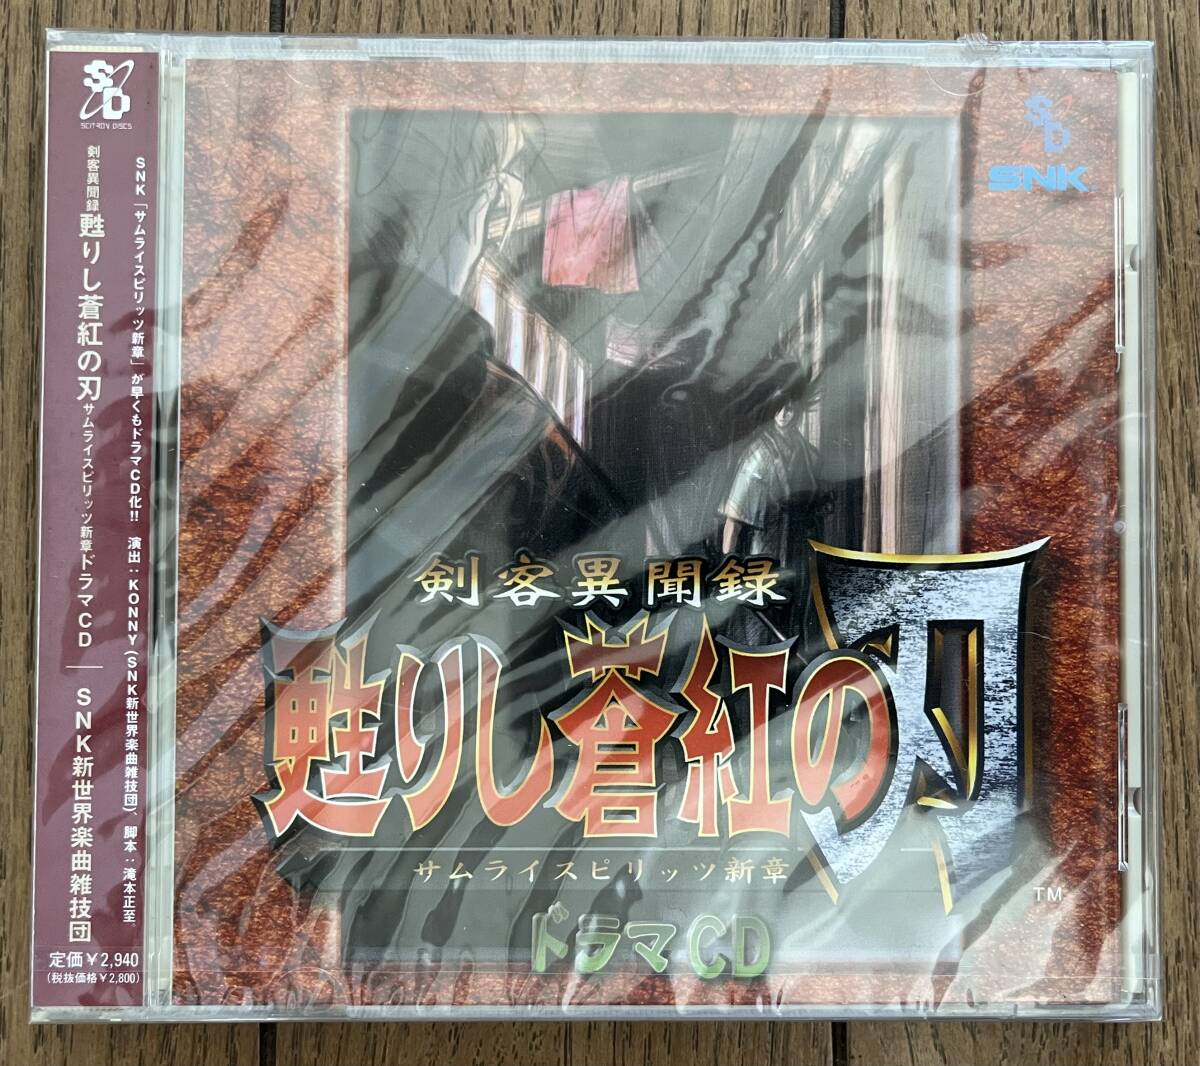 SD
SCITRON DISCS
剣客異聞録
甦りし蒼紅の刃
サムライスピリッツ新章ドラマCD
SNK新世界楽曲雑技団
SNK「サムライスピリッツ新章」が早くもドラマCD化!! 演出:KONNY(SNK新世界楽曲雑技団)、脚本:滝本正至。
定価¥2,940
(税抜価格¥2,800)
SD
SNK
剣客異聞録
甦りし蒼紅の刃
サムライスピリッツ新章
TM
ドラマCD